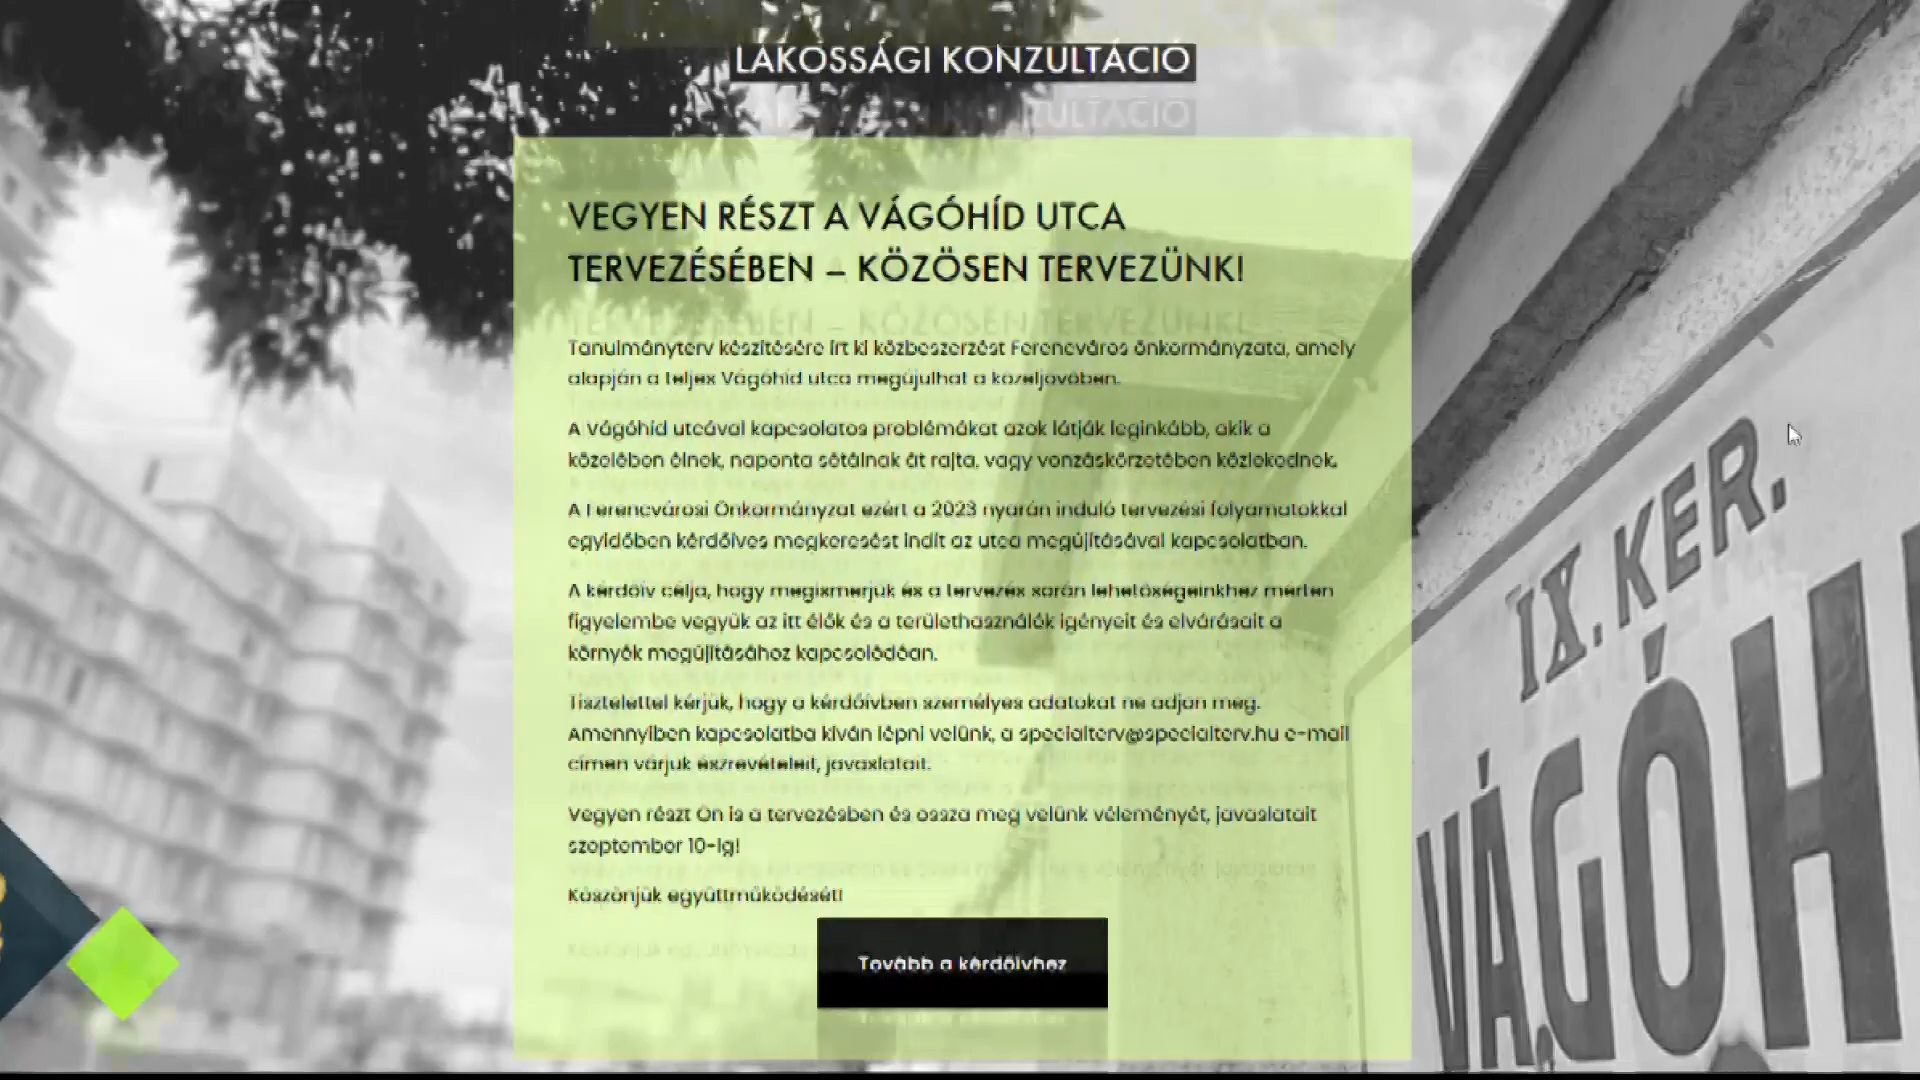 LAKOSSÁGI KONZULTÁCIÓ
VEGYEN RÉSZT A VÁGÓHÍD UTCA
TERVEZÉSÉBEN – KÖZÖSEN TERVEZÜNK!
Tanulmányterv készítésére írt ki közbeszerzést Ferencváros önkormányzata, amely
alapján a teljes Vágóhíd utca megújulhat a közeljövőben.
A Vágóhíd utcával kapcsolatos problémákat azok látják leginkább, akik a
közelében élnek, naponta sétálnak át rajta, vagy vonzáskörzetében közlekednek.
A Ferencvárosi Önkormányzat ezért a 2023 nyarán induló tervezési folyamatokkal
egyidőben kérdőíves megkeresést indít az utca megújításával kapcsolatban.
A kérdőív célja, hogy megismerjük és a tervezés során lehetőségeinkhez mérten
figyelembe vegyük az itt élők és a területhasználók igényeit és elvárásait a
környék megújításához kapcsolódóan.
Tisztelettel kérjük, hogy a kérdőívben személyes adatokat ne adjon meg.
Amennyiben kapcsolatba kíván lépni velünk, a specialterv@specialterv.hu e-mail
címen várjuk észrevételeit, javaslatait.
Vegyen részt Ön is a tervezésben és ossza meg velünk véleményét, javaslatait
szeptember 10-ig!
Köszönjük együttműködését!
Tovább a kérdőívhez
IX. KER.
VÁGÓH